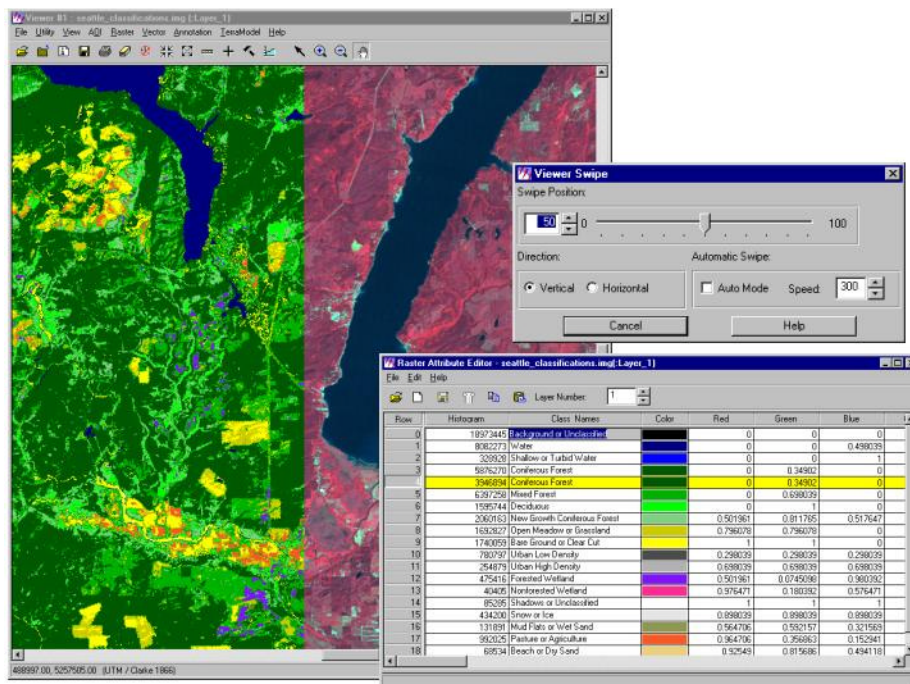 Viewer #1 : seattle_classifications.img (:Layer_1)
File Utility View AOI Raster Vector Annotation TerraModel Help
Viewer Swipe
Swipe Position:
50 0 100
Direction: Automatic Swipe:
Vertical Horizontal Auto Mode Speed: 300
Cancel Help
Raster Attribute Editor - seattle_classifications.img(:Layer_1)
File Edit Help
Layer Number: 1
Row Histogram Class Names Color Red Green Blue
0 18973445 Background or Unclassified 0 0 0
1 8082273 Water 0 0 0.498039
2 328928 Shallow or Turbid Water 0 0 1
3 5876270 Coniferous Forest 0 0.34902 0
4 3946894 Coniferous Forest 0 0.34902 0
5 6397258 Mixed Forest 0 0.698039 0
6 1595744 Deciduous 0 1 0
7 2060163 New Growth Coniferous Forest 0.501961 0.811765 0.517647
8 1692827 Open Meadow or Grassland 0.796078 0.796078 0
9 1740059 Bare Ground or Clear Cut 1 1 0
10 780797 Urban Low Density 0.298039 0.298039 0.298039
11 254879 Urban High Density 0.698039 0.698039 0.698039
12 475416 Forested Wetland 0.501961 0.0745098 0.980392
13 40405 Nonforested Wetland 0.976471 0.180392 0.576471
14 85285 Shadows or Unclassified 1 1 1
15 434200 Snow or Ice 0.898039 0.898039 0.898039
16 131891 Mud Flats or Wet Sand 0.564706 0.592157 0.321569
17 992025 Pasture or Agriculture 0.964706 0.356863 0.152941
18 68534 Beach or Dry Sand 0.92549 0.815686 0.494118
488997.00, 5257585.00 (UTM / Clarke 1866)